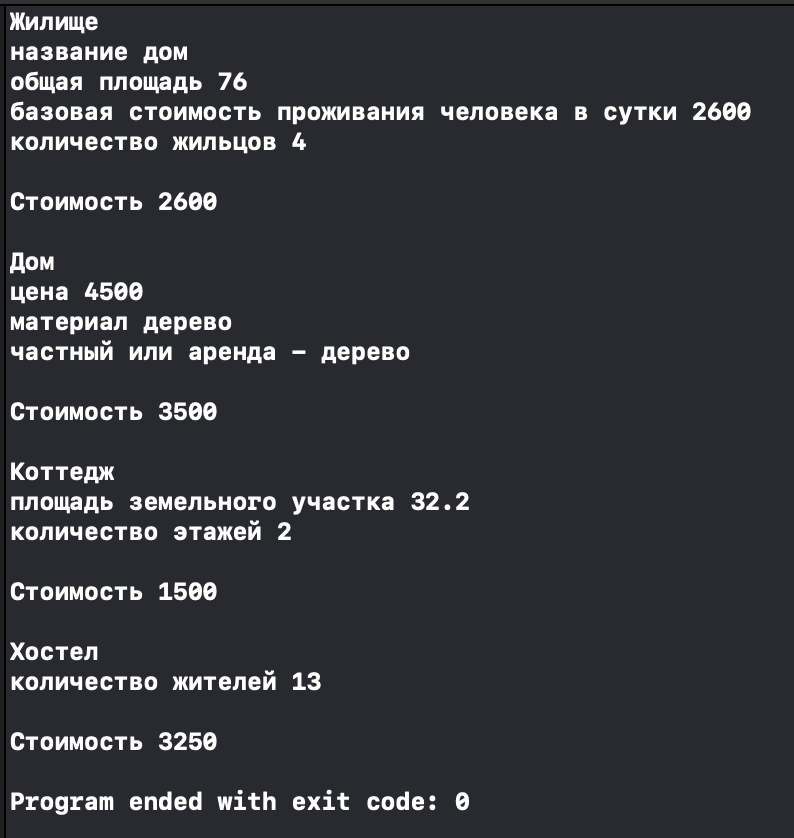 Жилище
название дом
общая площадь 76
базовая стоимость проживания человека в сутки 2600
количество жильцов 4
Стоимость 2600
Дом
цена 4500
материал дерево
частный или аренда – дерево
Стоимость 3500
Коттедж
площадь земельного участка 32.2
количество этажей 2
Стоимость 1500
Хостел
количество жителей 13
Стоимость 3250
Program ended with exit code: 0